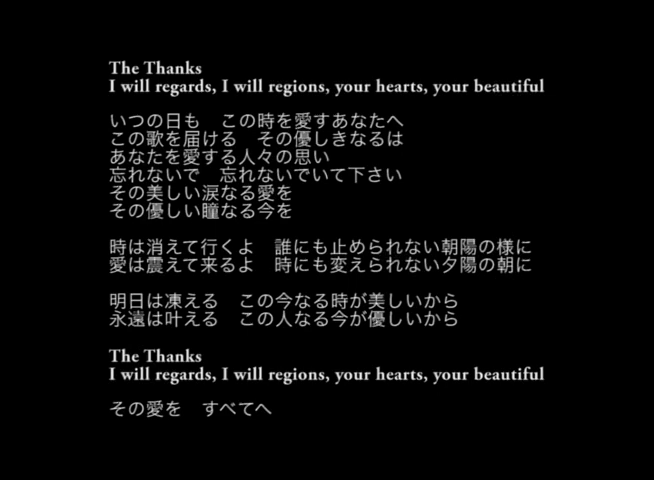 The Thanks
I will regards, I will regions, your hearts, your beautiful
いつの日も　この時を愛すあなたへ
この歌を届ける　その優しきなるは
あなたを愛する人々の思い
忘れないで　忘れないでいて下さい
その美しい涙なる愛を
その優しい瞳なる今を
時は消えて行くよ　誰にも止められない朝陽の様に
愛は震えて来るよ　時にも変えられない夕陽の朝に
明日は凍える　この今なる時が美しいから
永遠は叶える　この人なる今が優しいから
The Thanks
I will regards, I will regions, your hearts, your beautiful
その愛を　すべてへ